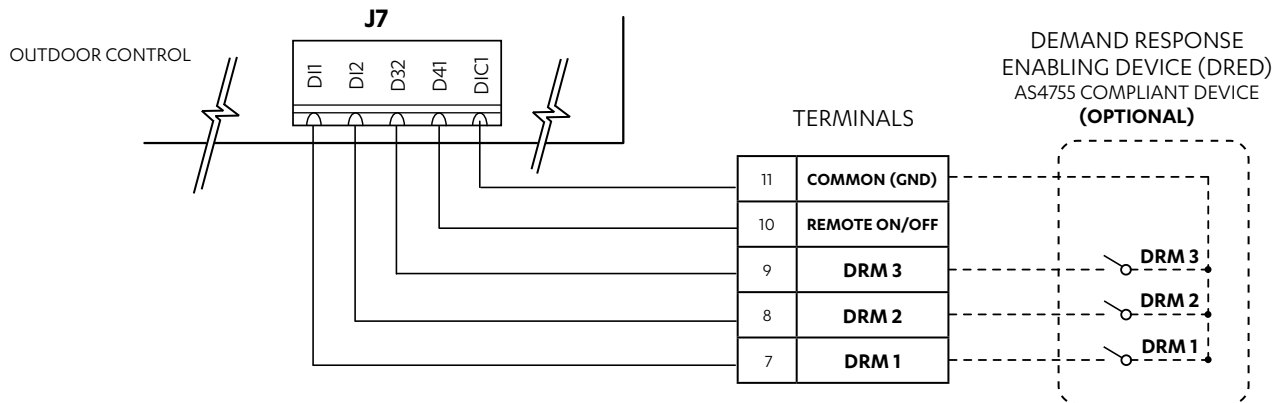 J7
OUTDOOR CONTROL
DI1
DI2
D32
D41
DIC1
DEMAND RESPONSE
ENABLING DEVICE (DRED)
AS4755 COMPLIANT DEVICE
(OPTIONAL)
TERMINALS
11 COMMON (GND)
10 REMOTE ON/OFF
9 DRM 3
8 DRM 2
7 DRM 1
DRM 3
DRM 2
DRM 1